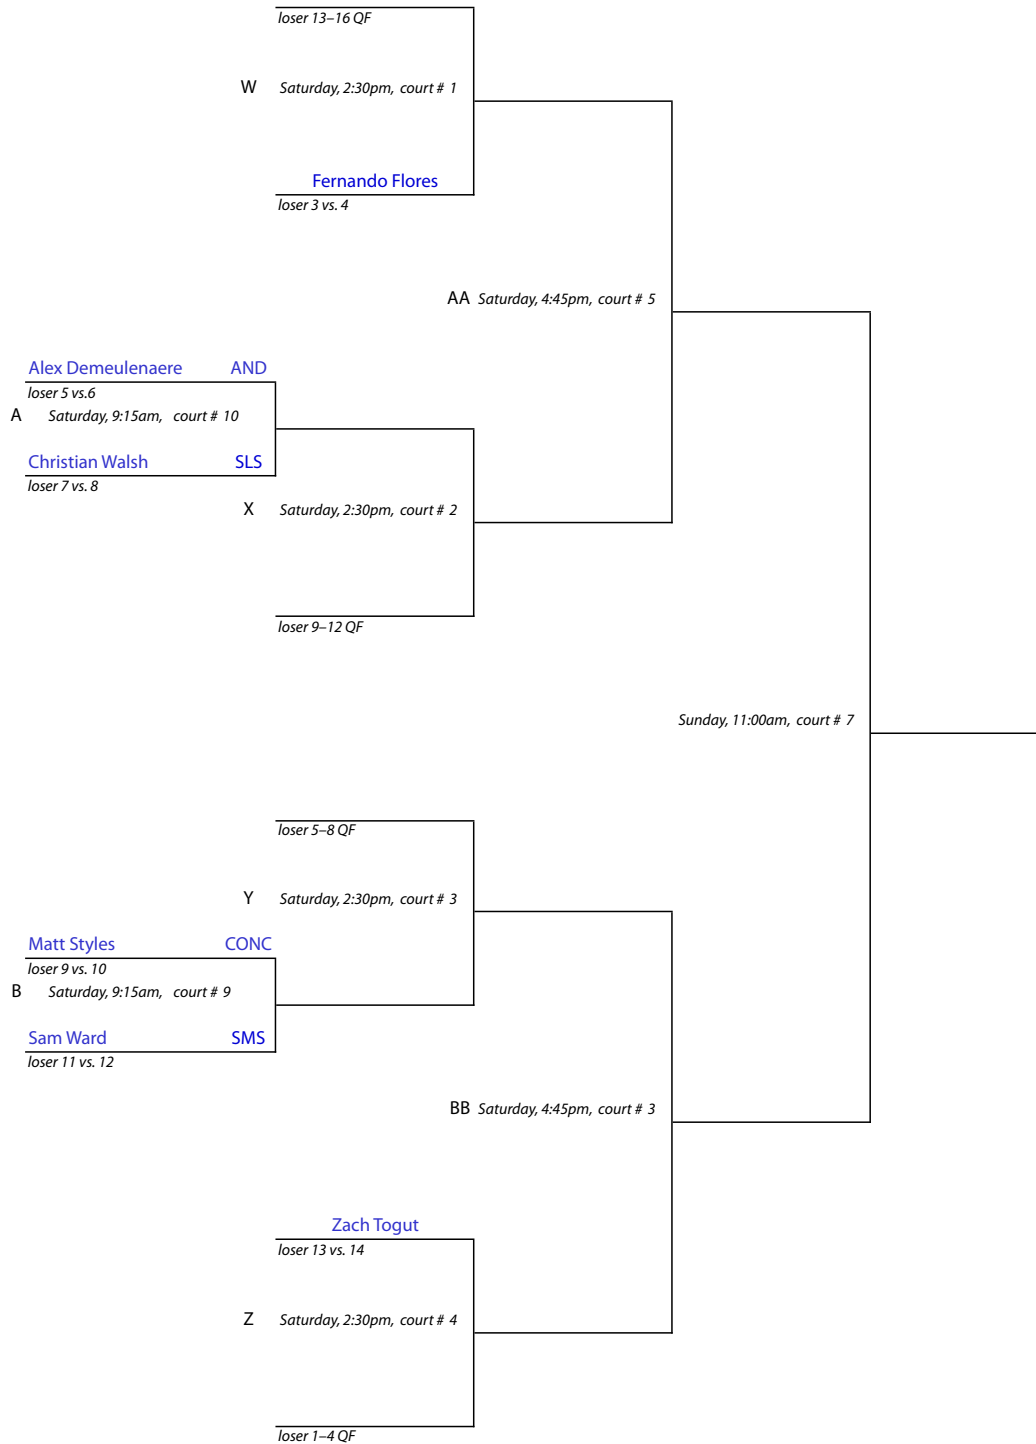 loser 13–16 QF
W Saturday, 2:30pm, court # 1
Fernando Flores
loser 3 vs. 4
AA Saturday, 4:45pm, court # 5
Alex Demeulenaere AND
loser 5 vs.6
A Saturday, 9:15am, court # 10
Christian Walsh SLS
loser 7 vs. 8
X Saturday, 2:30pm, court # 2
loser 9–12 QF
Sunday, 11:00am, court # 7
loser 5–8 QF
Y Saturday, 2:30pm, court # 3
Matt Styles CONC
loser 9 vs. 10
B Saturday, 9:15am, court # 9
Sam Ward SMS
loser 11 vs. 12
BB Saturday, 4:45pm, court # 3
Zach Togut
loser 13 vs. 14
Z Saturday, 2:30pm, court # 4
loser 1–4 QF